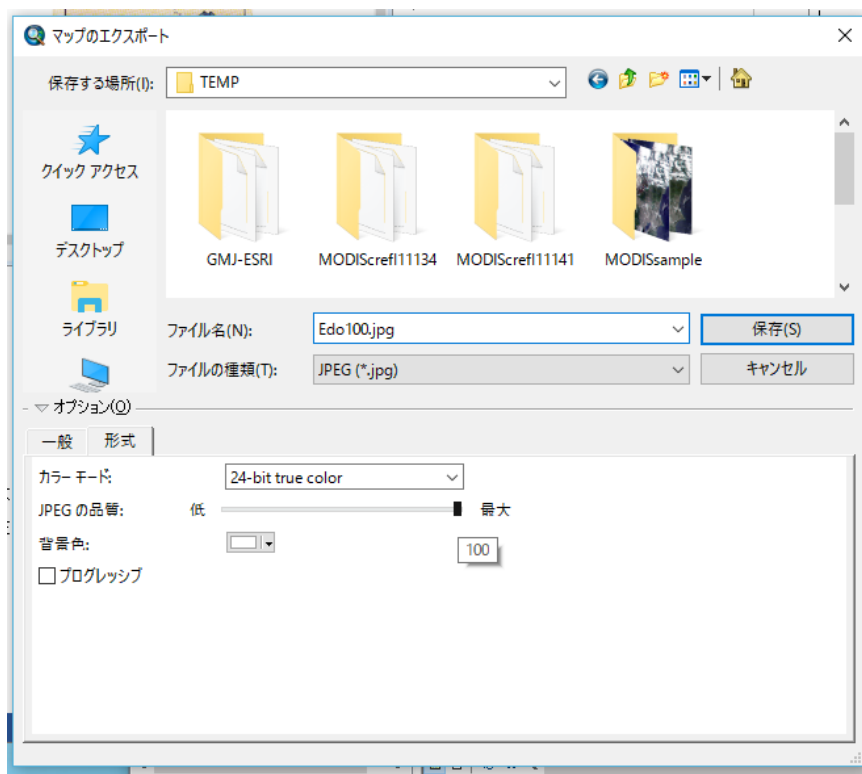 マップのエクスポート
保存する場所(I): TEMP
クイック アクセス
デスクトップ
ライブラリ
GMJ-ESRI MODIScrefl11134 MODIScrefl11141 MODISsample
ファイル名(N): Edo100.jpg 保存(S)
ファイルの種類(T): JPEG (*.jpg) キャンセル
オプション(O)
一般 形式
カラー モード: 24-bit true color
JPEG の品質: 低 最大
背景色: 100
プログレッシブ